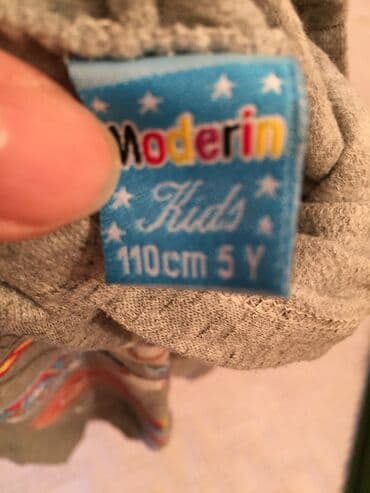 Moderin
Kids
110cm 5 Y